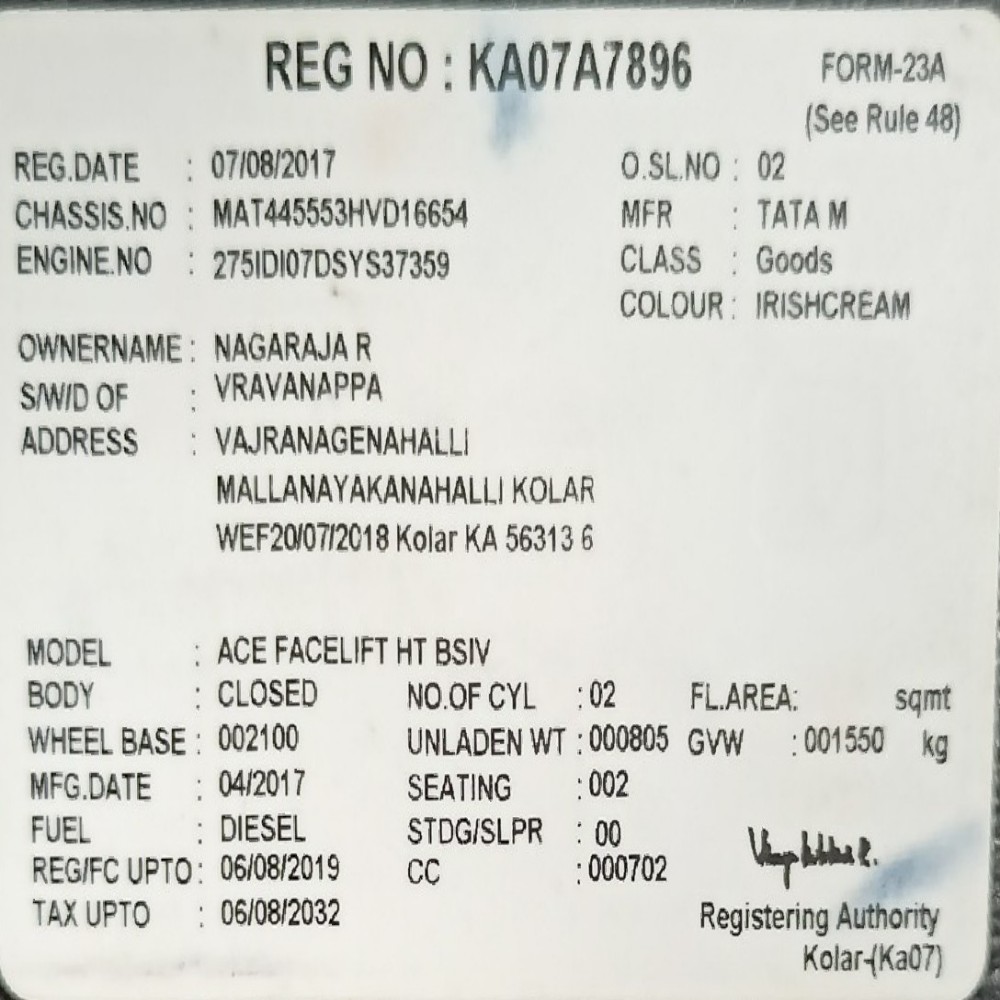 REG NO : KA07A7896
FORM-23A
(See Rule 48)
REG.DATE : 07/08/2017 O.SL.NO : 02
CHASSIS.NO : MAT445553HVD16654 MFR : TATA M
ENGINE.NO : 275IDI07DSYS37359 CLASS : Goods
COLOUR : IRISHCREAM
OWNERNAME : NAGARAJA R
S/W/D OF : VRAVANAPPA
ADDRESS : VAJRANAGENAHALLI
MALLANAYAKANAHALLI KOLAR
WEF20/07/2018 Kolar KA 56313 6
MODEL : ACE FACELIFT HT BSIV
BODY : CLOSED NO.OF CYL : 02 FL.AREA: sqmt
WHEEL BASE : 002100 UNLADEN WT : 000805 GVW : 001550 kg
MFG.DATE : 04/2017 SEATING : 002
FUEL : DIESEL STDG/SLPR : 00
REG/FC UPTO : 06/08/2019 CC : 000702
TAX UPTO : 06/08/2032
Registering Authority
Kolar-(Ka07)